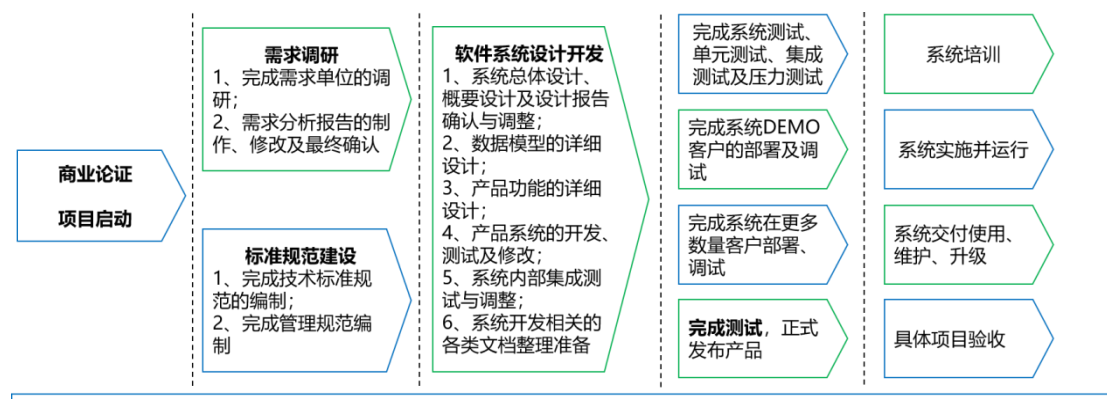 商业论证
项目启动
需求调研
1、完成需求单位的调
研；
2、需求分析报告的制
作、修改及最终确认
标准规范建设
1、完成技术标准规
范的编制；
2、完成管理规范编
制
软件系统设计开发
1、系统总体设计、
概要设计及设计报告
确认与调整；
2、数据模型的详细
设计；
3、产品功能的详细
设计；
4、产品系统的开发、
测试及修改；
5、系统内部集成测
试与调整；
6、系统开发相关的
各类文档整理准备
完成系统测试、
单元测试、集成
测试及压力测试
完成系统DEMO
客户的部署及调
试
完成系统在更多
数量客户部署、
调试
完成测试，正式
发布产品
系统培训
系统实施并运行
系统交付使用、
维护、升级
具体项目验收